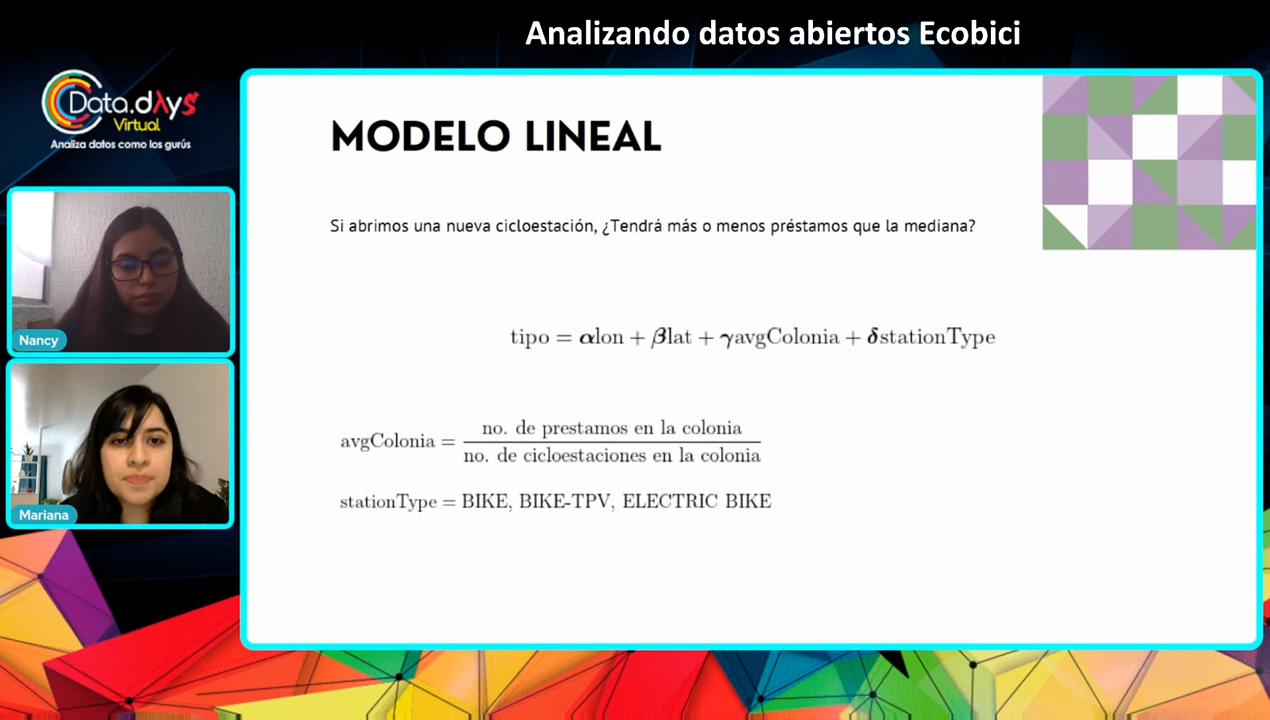 Analizando datos abiertos Ecobici
Data.dλys
Virtual
Analiza datos como los gurús
Nancy
Mariana
MODELO LINEAL
Si abrimos una nueva cicloestación, ¿Tendrá más o menos préstamos que la mediana?
tipo = αlon + βlat + γavgColonia + δstationType
avgColonia = no. de prestamos en la colonia / no. de cicloestaciones en la colonia
stationType = BIKE, BIKE-TPV, ELECTRIC BIKE